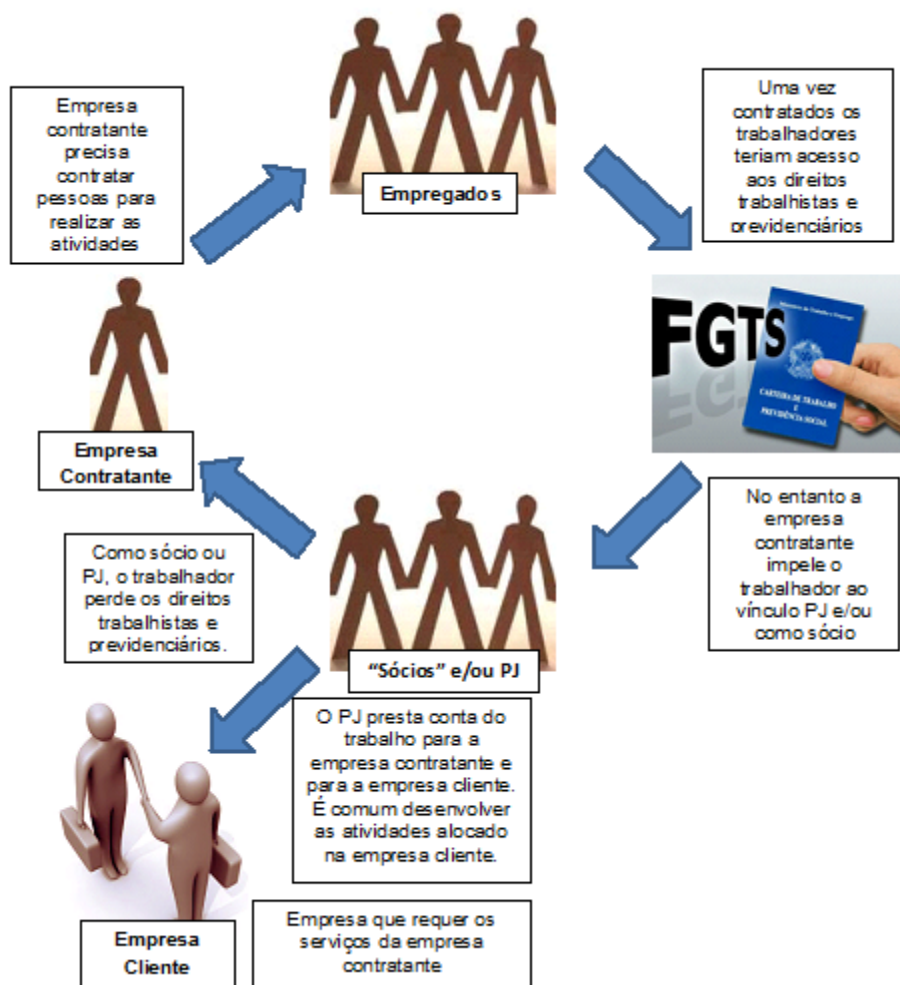 Empresa
contratante
precisa
contratar
pessoas para
realizar as
atividades
Empregados
Uma vez
contratados os
trabalhadores
teriam acesso
aos direitos
trabalhistas e
previdenciários
FGTS
Ministério do Trabalho e Emprego
CARTEIRA DE TRABALHO
E
PREVIDÊNCIA SOCIAL
Empresa
Contratante
No entanto a
empresa
contratante
impele o
trabalhador ao
vínculo PJ e/ou
como sócio
Como sócio ou
PJ, o trabalhador
perde os direitos
trabalhistas e
previdenciários.
“Sócios” e/ou PJ
O PJ presta conta do
trabalho para a
empresa contratante e
para a empresa cliente.
É comum desenvolver
as atividades alocado
na empresa cliente.
Empresa
Cliente
Empresa que requer os
serviços da empresa
contratante